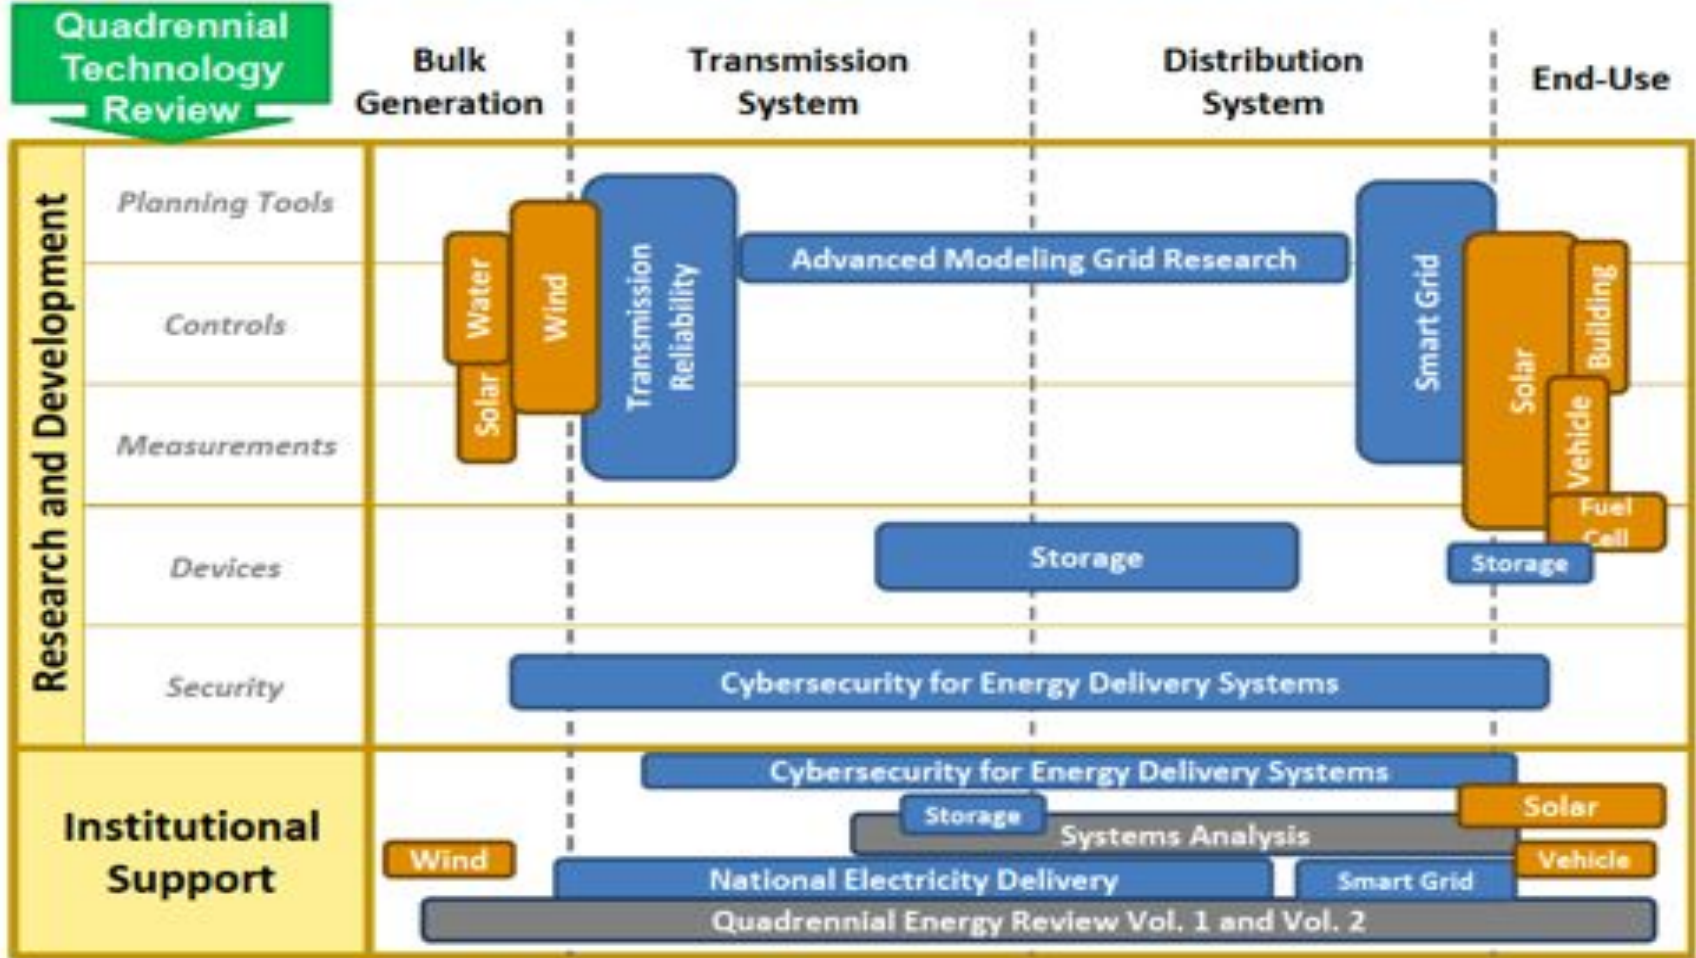 Quadrennial
Technology
Review
Bulk
Generation
Transmission
System
Distribution
System
End-Use
Research and Development
Planning Tools
Controls
Measurements
Devices
Security
Water
Solar
Wind
Transmission
Reliability
Advanced Modeling Grid Research
Smart Grid
Solar
Building
Vehicle
Fuel
Cell
Storage
Storage
Cybersecurity for Energy Delivery Systems
Institutional
Support
Cybersecurity for Energy Delivery Systems
Solar
Storage
Systems Analysis
Wind
Vehicle
National Electricity Delivery
Smart Grid
Quadrennial Energy Review Vol. 1 and Vol. 2